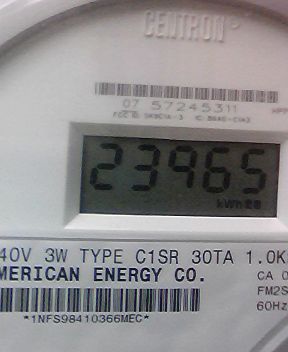 CENTRON®
07 57245311
23965
kWh
40V 3W TYPE C1SR 30TA 1.0K
MERICAN ENERGY CO.
CA 0
FM2S
60Hz
*1NFS98410366MEC*